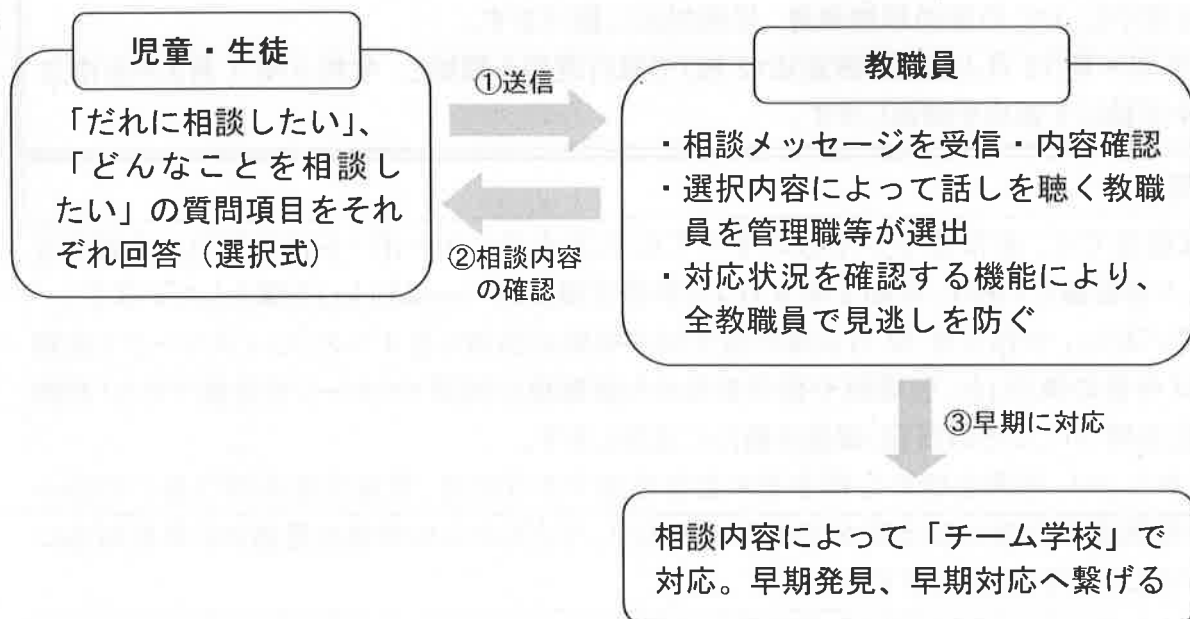 児童・生徒
「だれに相談したい」、
「どんなことを相談し
たい」の質問項目をそれ
ぞれ回答（選択式）
①送信
②相談内容
の確認
教職員
・相談メッセージを受信・内容確認
・選択内容によって話しを聴く教職
員を管理職等が選出
・対応状況を確認する機能により、
全教職員で見逃しを防ぐ
③早期に対応
相談内容によって「チーム学校」で
対応。早期発見、早期対応へ繋げる